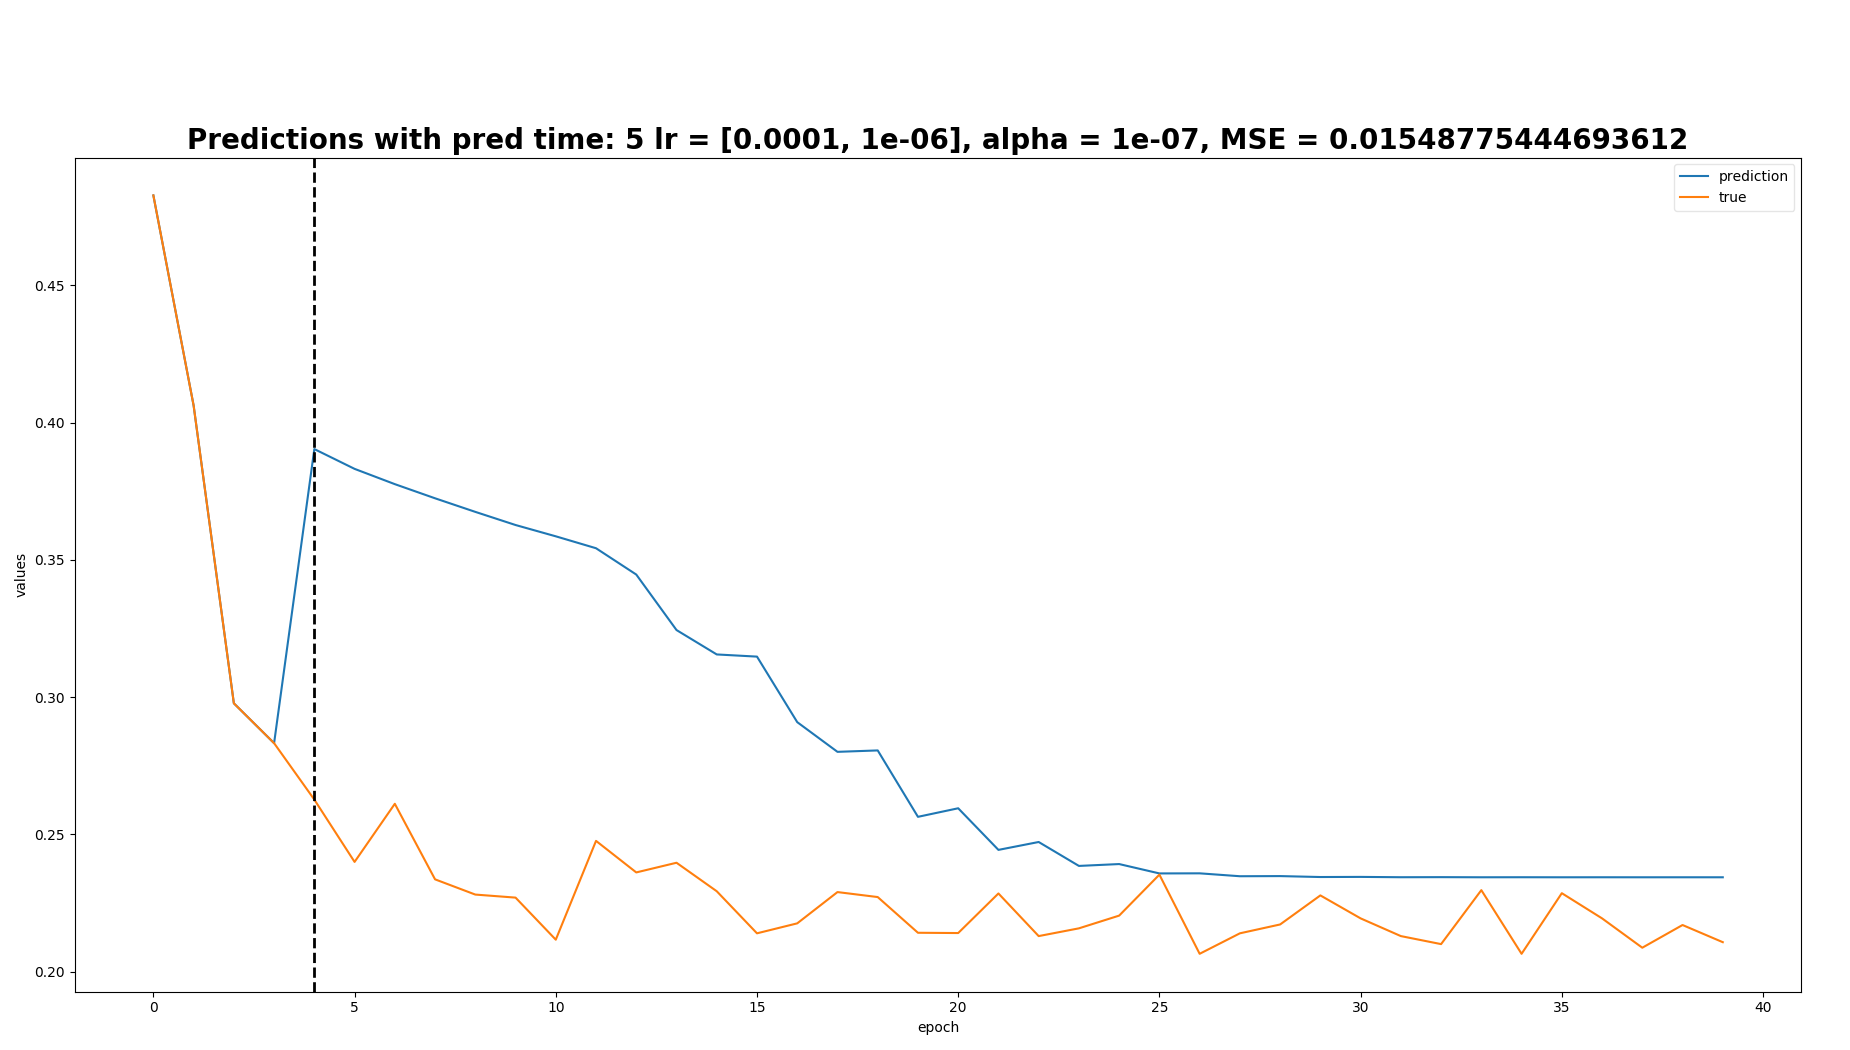 Predictions with pred time: 5 lr = [0.0001, 1e-06], alpha = 1e-07, MSE = 0.01548775444693612
prediction
true
values
0.45
0.40
0.35
0.30
0.25
0.20
0 5 10 15 20 25 30 35 40
epoch